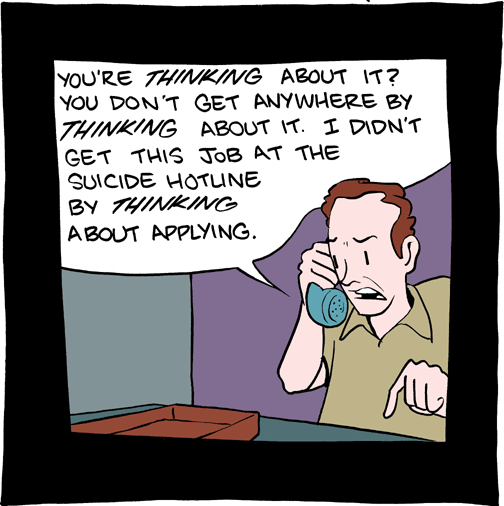 YOU'RE THINKING ABOUT IT?
YOU DON'T GET ANYWHERE BY
THINKING ABOUT IT. I DIDN'T
GET THIS JOB AT THE
SUICIDE HOTLINE
BY THINKING
ABOUT APPLYING.